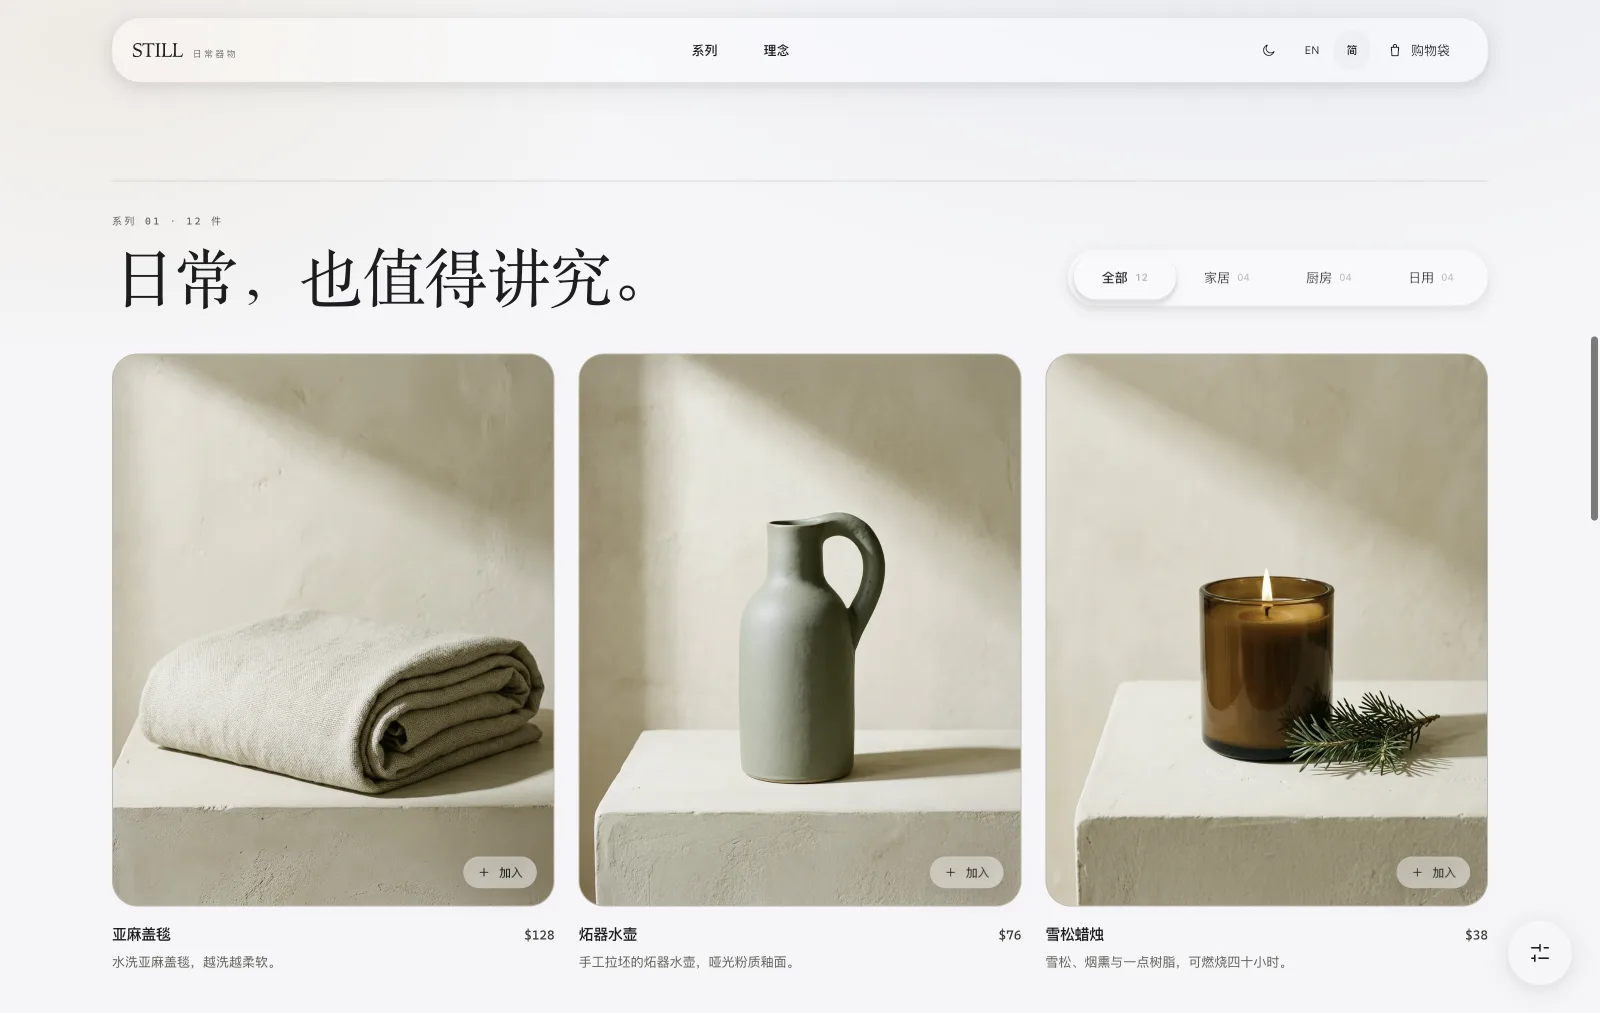 STILL 日常器物
系列 理念
EN 简 购物袋
系列 01 · 12 件
日常，也值得讲究。
全部 12 家居 04 厨房 04 日用 04
+ 加入
+ 加入
+ 加入
亚麻盖毯 $128
水洗亚麻盖毯，越洗越柔软。
炻器水壶 $76
手工拉坯的炻器水壶，哑光粉质釉面。
雪松蜡烛 $38
雪松、烟熏与一点树脂，可燃烧四十小时。